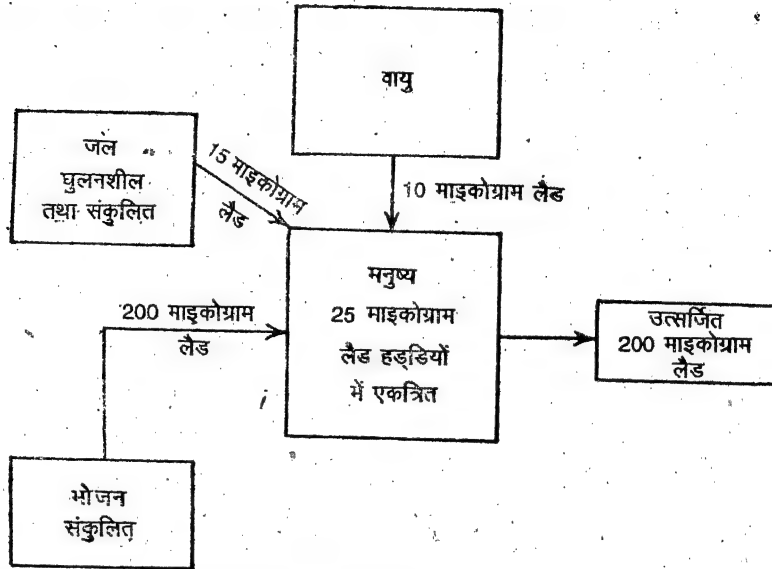 वायु
जल
घुलनशील
तथा संकुलित
15 माइकोग्राम
लैड
10 माइकोग्राम लैड
मनुष्य
25 माइकोग्राम
लैड हड्डियों
में एकत्रित
200 माइकोग्राम
लैड
उत्सर्जित
200 माइकोग्राम
लैड
भोजन
संकुलित